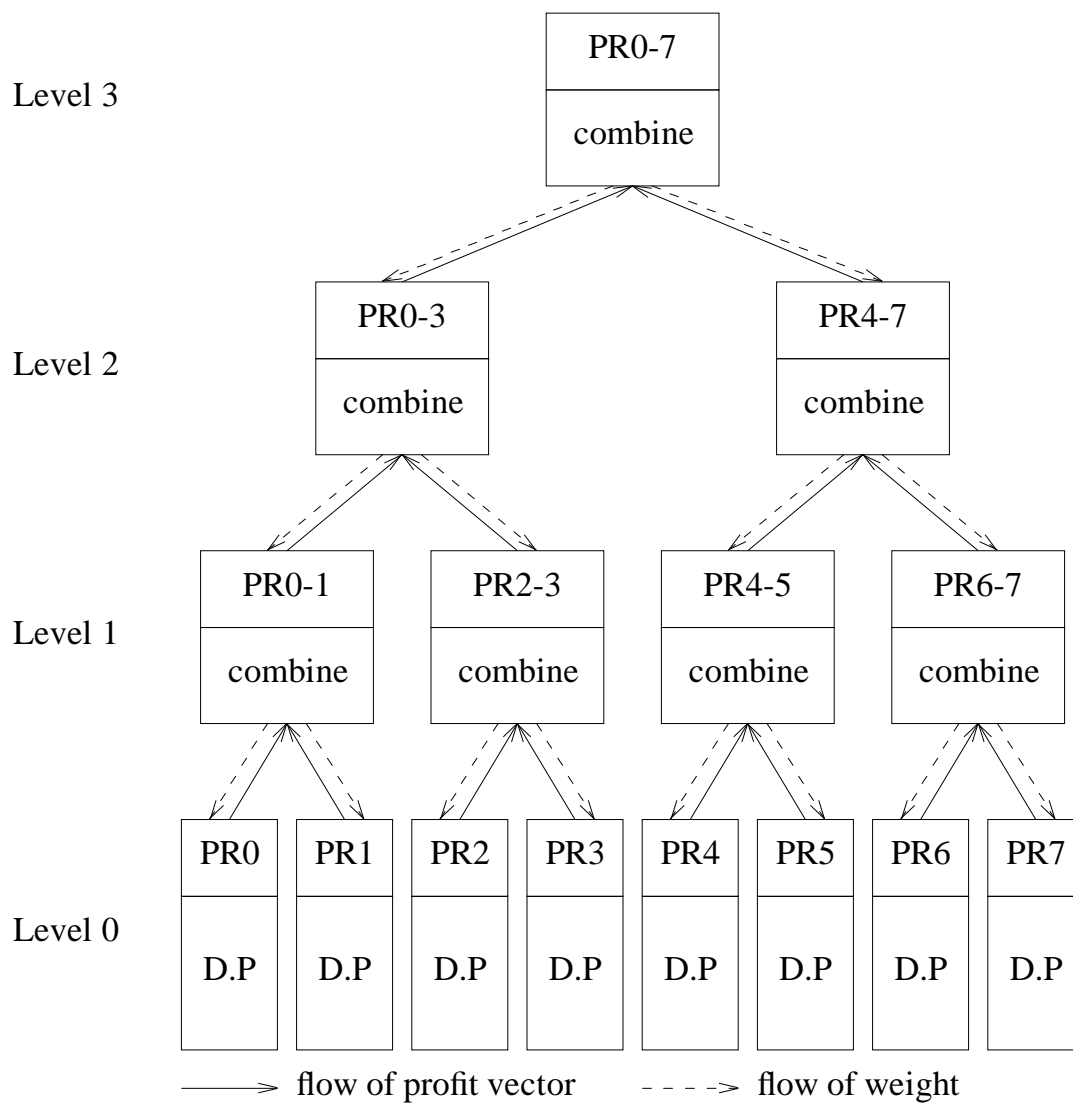 PR0-7
Level 3
combine
PR0-3 PR4-7
Level 2
combine combine
PR0-1 PR2-3 PR4-5 PR6-7
Level 1
combine combine combine combine
PR0 PR1 PR2 PR3 PR4 PR5 PR6 PR7
Level 0
D.P D.P D.P D.P D.P D.P D.P D.P
flow of profit vector flow of weight